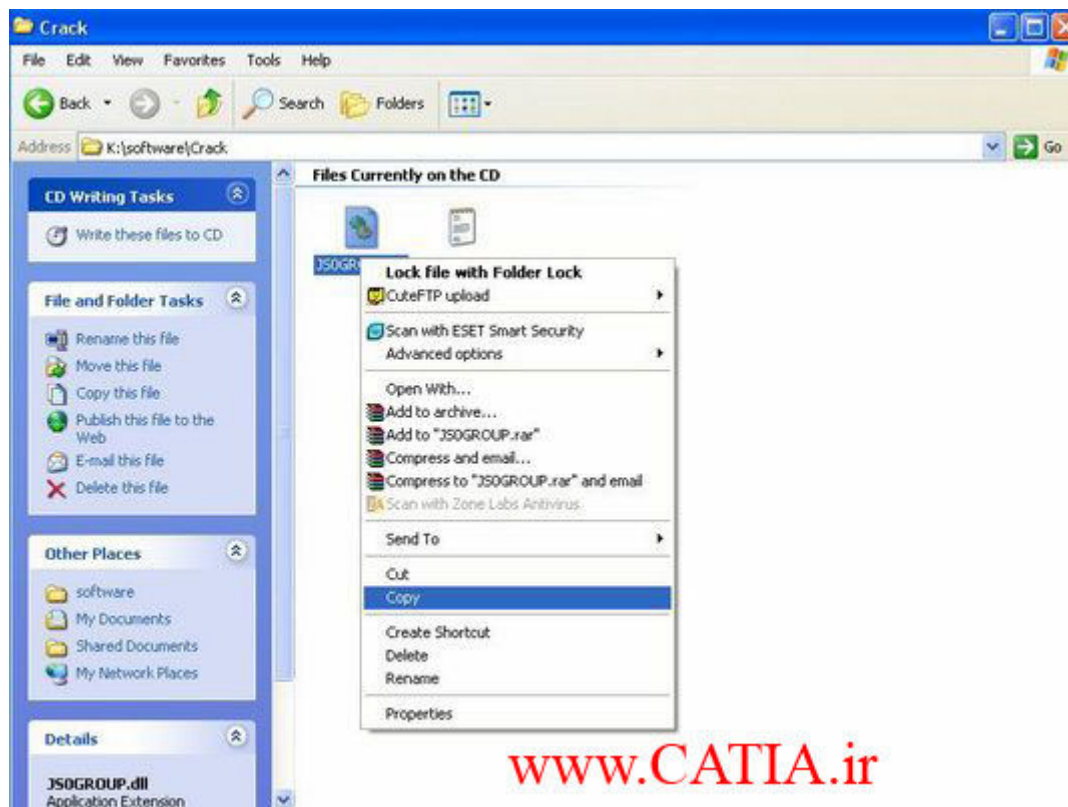 Crack
File Edit View Favorites Tools Help
Back Search Folders
Address K:\software\Crack Go
CD Writing Tasks
Write these files to CD
File and Folder Tasks
Rename this file
Move this file
Copy this file
Publish this file to the
Web
E-mail this file
Delete this file
Other Places
software
My Documents
Shared Documents
My Network Places
Details
JS0GROUP.dll
Application Extension
Files Currently on the CD
JS0GR
Lock file with Folder Lock
CuteFTP upload
Scan with ESET Smart Security
Advanced options
Open With...
Add to archive...
Add to "JS0GROUP.rar"
Compress and email...
Compress to "JS0GROUP.rar" and email
Scan with Zone Labs Antivirus
Send To
Cut
Copy
Create Shortcut
Delete
Rename
Properties
www.CATIA.ir